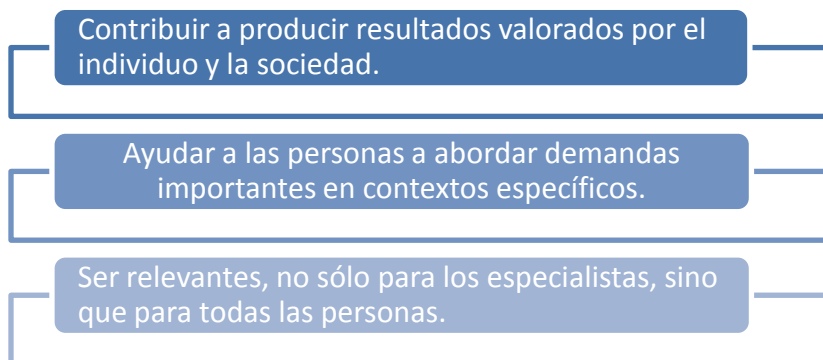 Contribuir a producir resultados valorados por el
individuo y la sociedad.
Ayudar a las personas a abordar demandas
importantes en contextos específicos.
Ser relevantes, no sólo para los especialistas, sino
que para todas las personas.